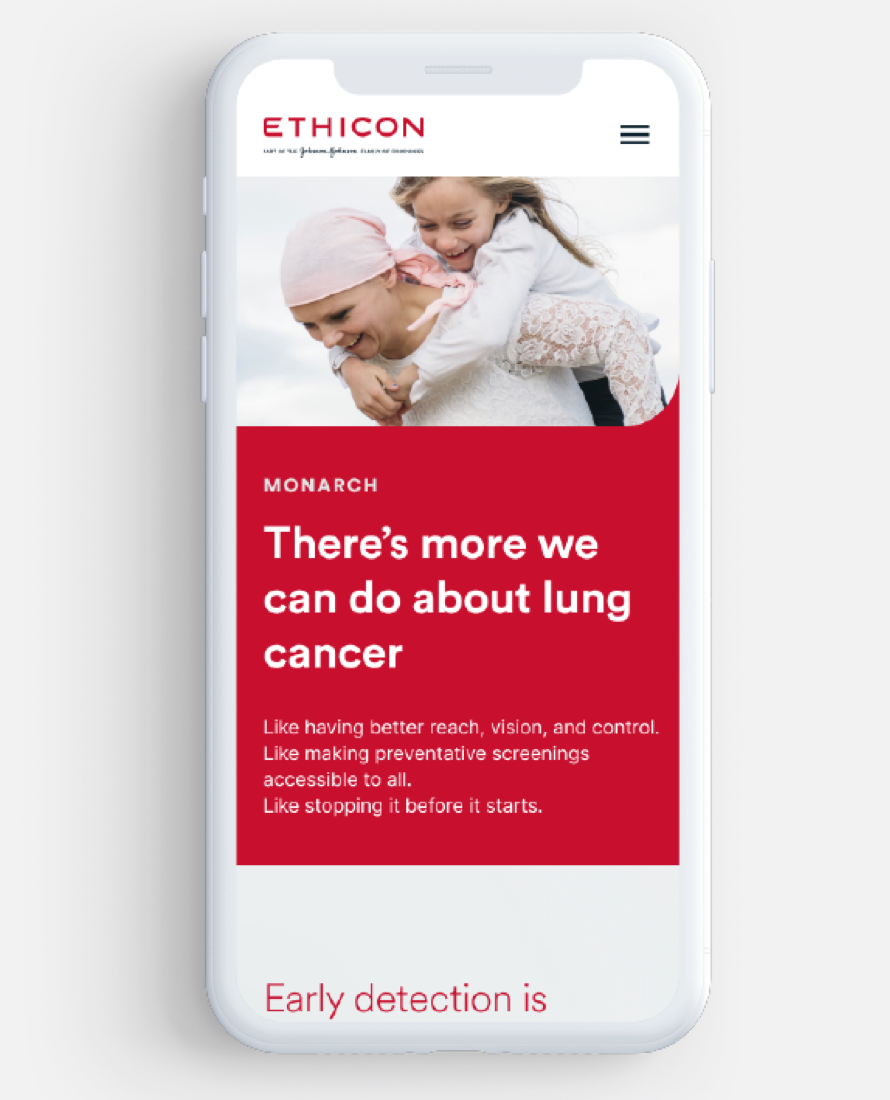 ETHICON
PART OF THE Johnson & Johnson FAMILY OF COMPANIES
MONARCH
There’s more we
can do about lung
cancer
Like having better reach, vision, and control.
Like making preventative screenings
accessible to all.
Like stopping it before it starts.
Early detection is